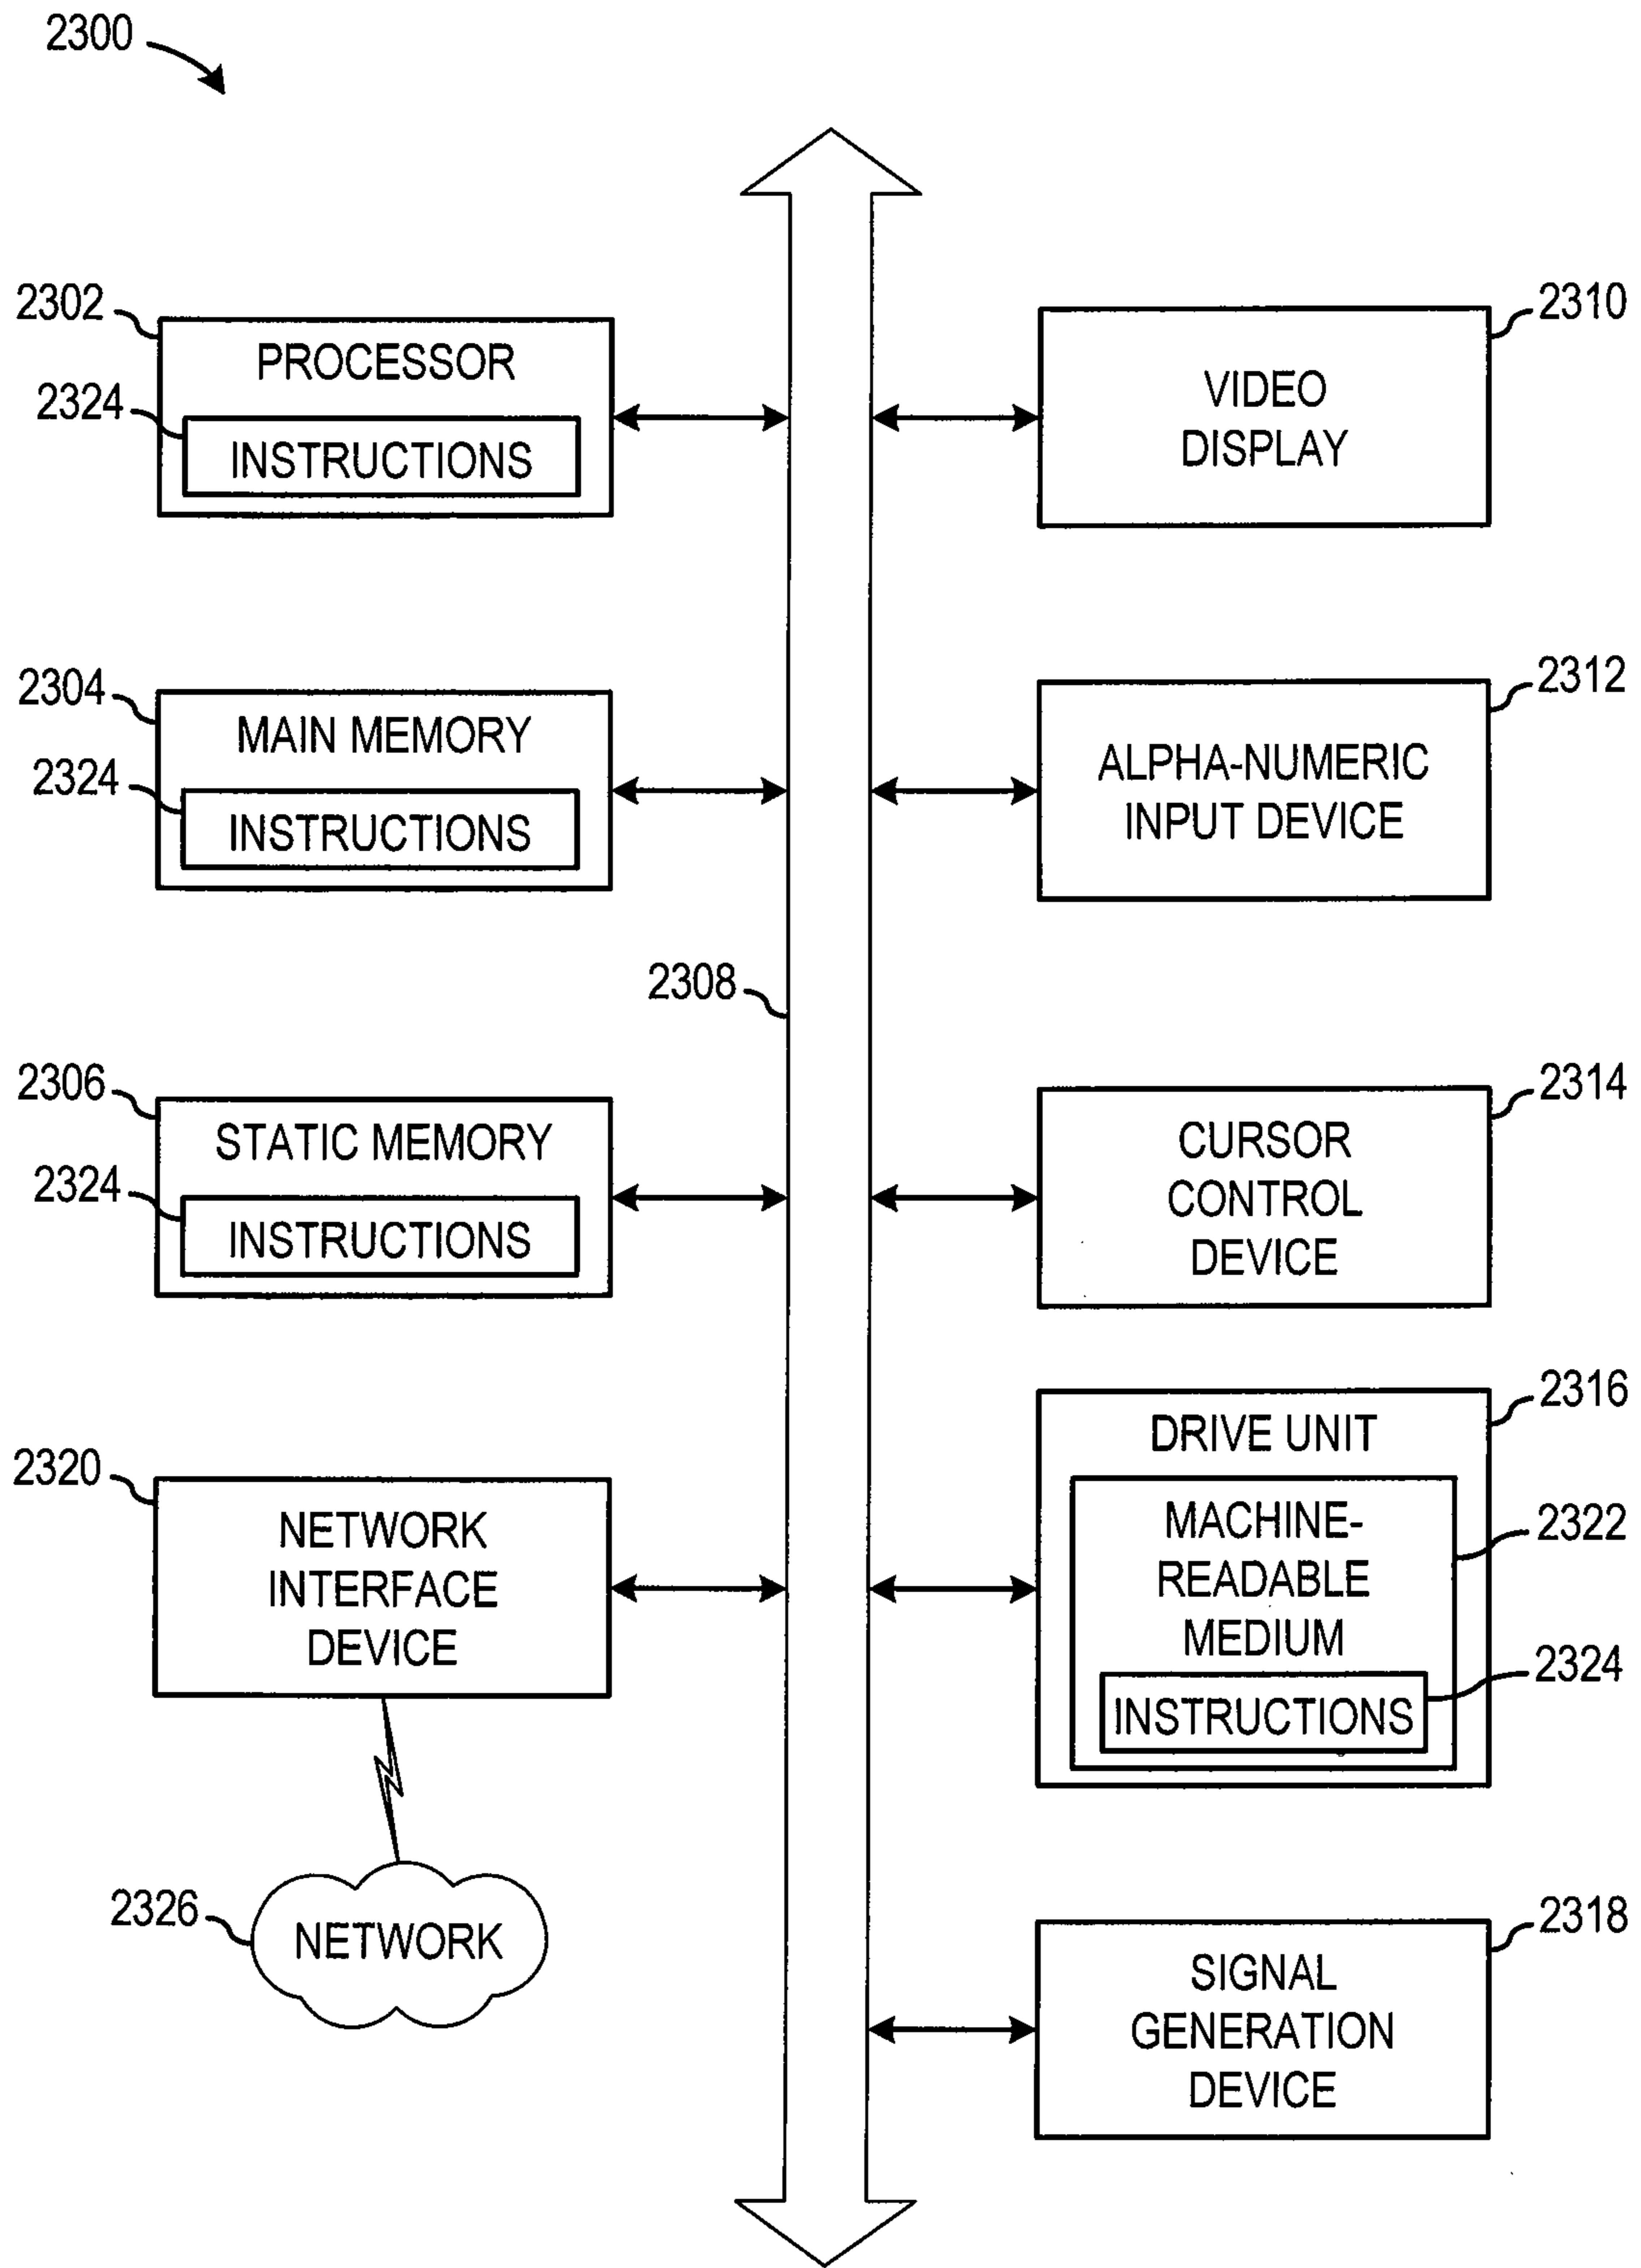 2300
2302
PROCESSOR
2324
INSTRUCTIONS
2310
VIDEO
DISPLAY
2304
MAIN MEMORY
2324
INSTRUCTIONS
2312
ALPHA-NUMERIC
INPUT DEVICE
2308
2306
STATIC MEMORY
2324
INSTRUCTIONS
2314
CURSOR
CONTROL
DEVICE
2320
NETWORK
INTERFACE
DEVICE
2316
DRIVE UNIT
MACHINE-
READABLE
MEDIUM
2322
INSTRUCTIONS
2324
2326
NETWORK
2318
SIGNAL
GENERATION
DEVICE